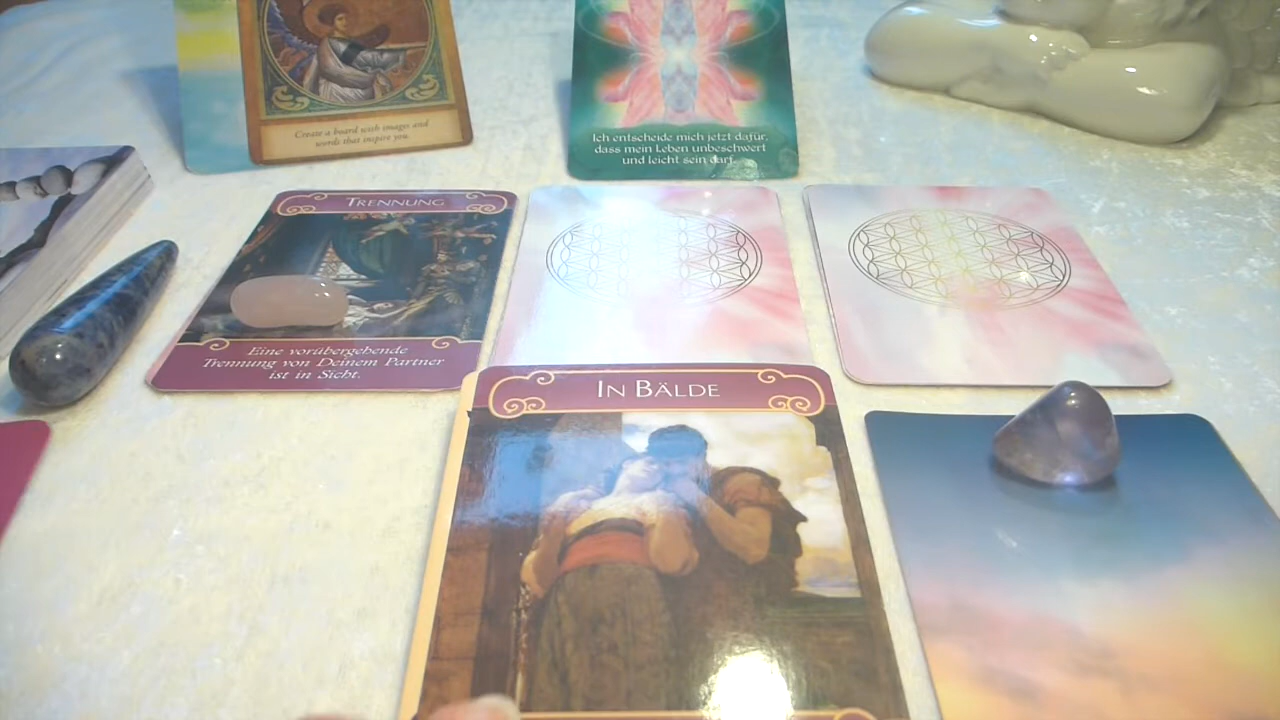 Create a board with images and
words that inspire you.
Ich entscheide mich jetzt dafür,
dass mein Leben unbeschwert
und leicht sein darf.
TRENNUNG
Eine vorübergehende
Trennung von Deinem Partner
ist in Sicht.
IN BÄLDE